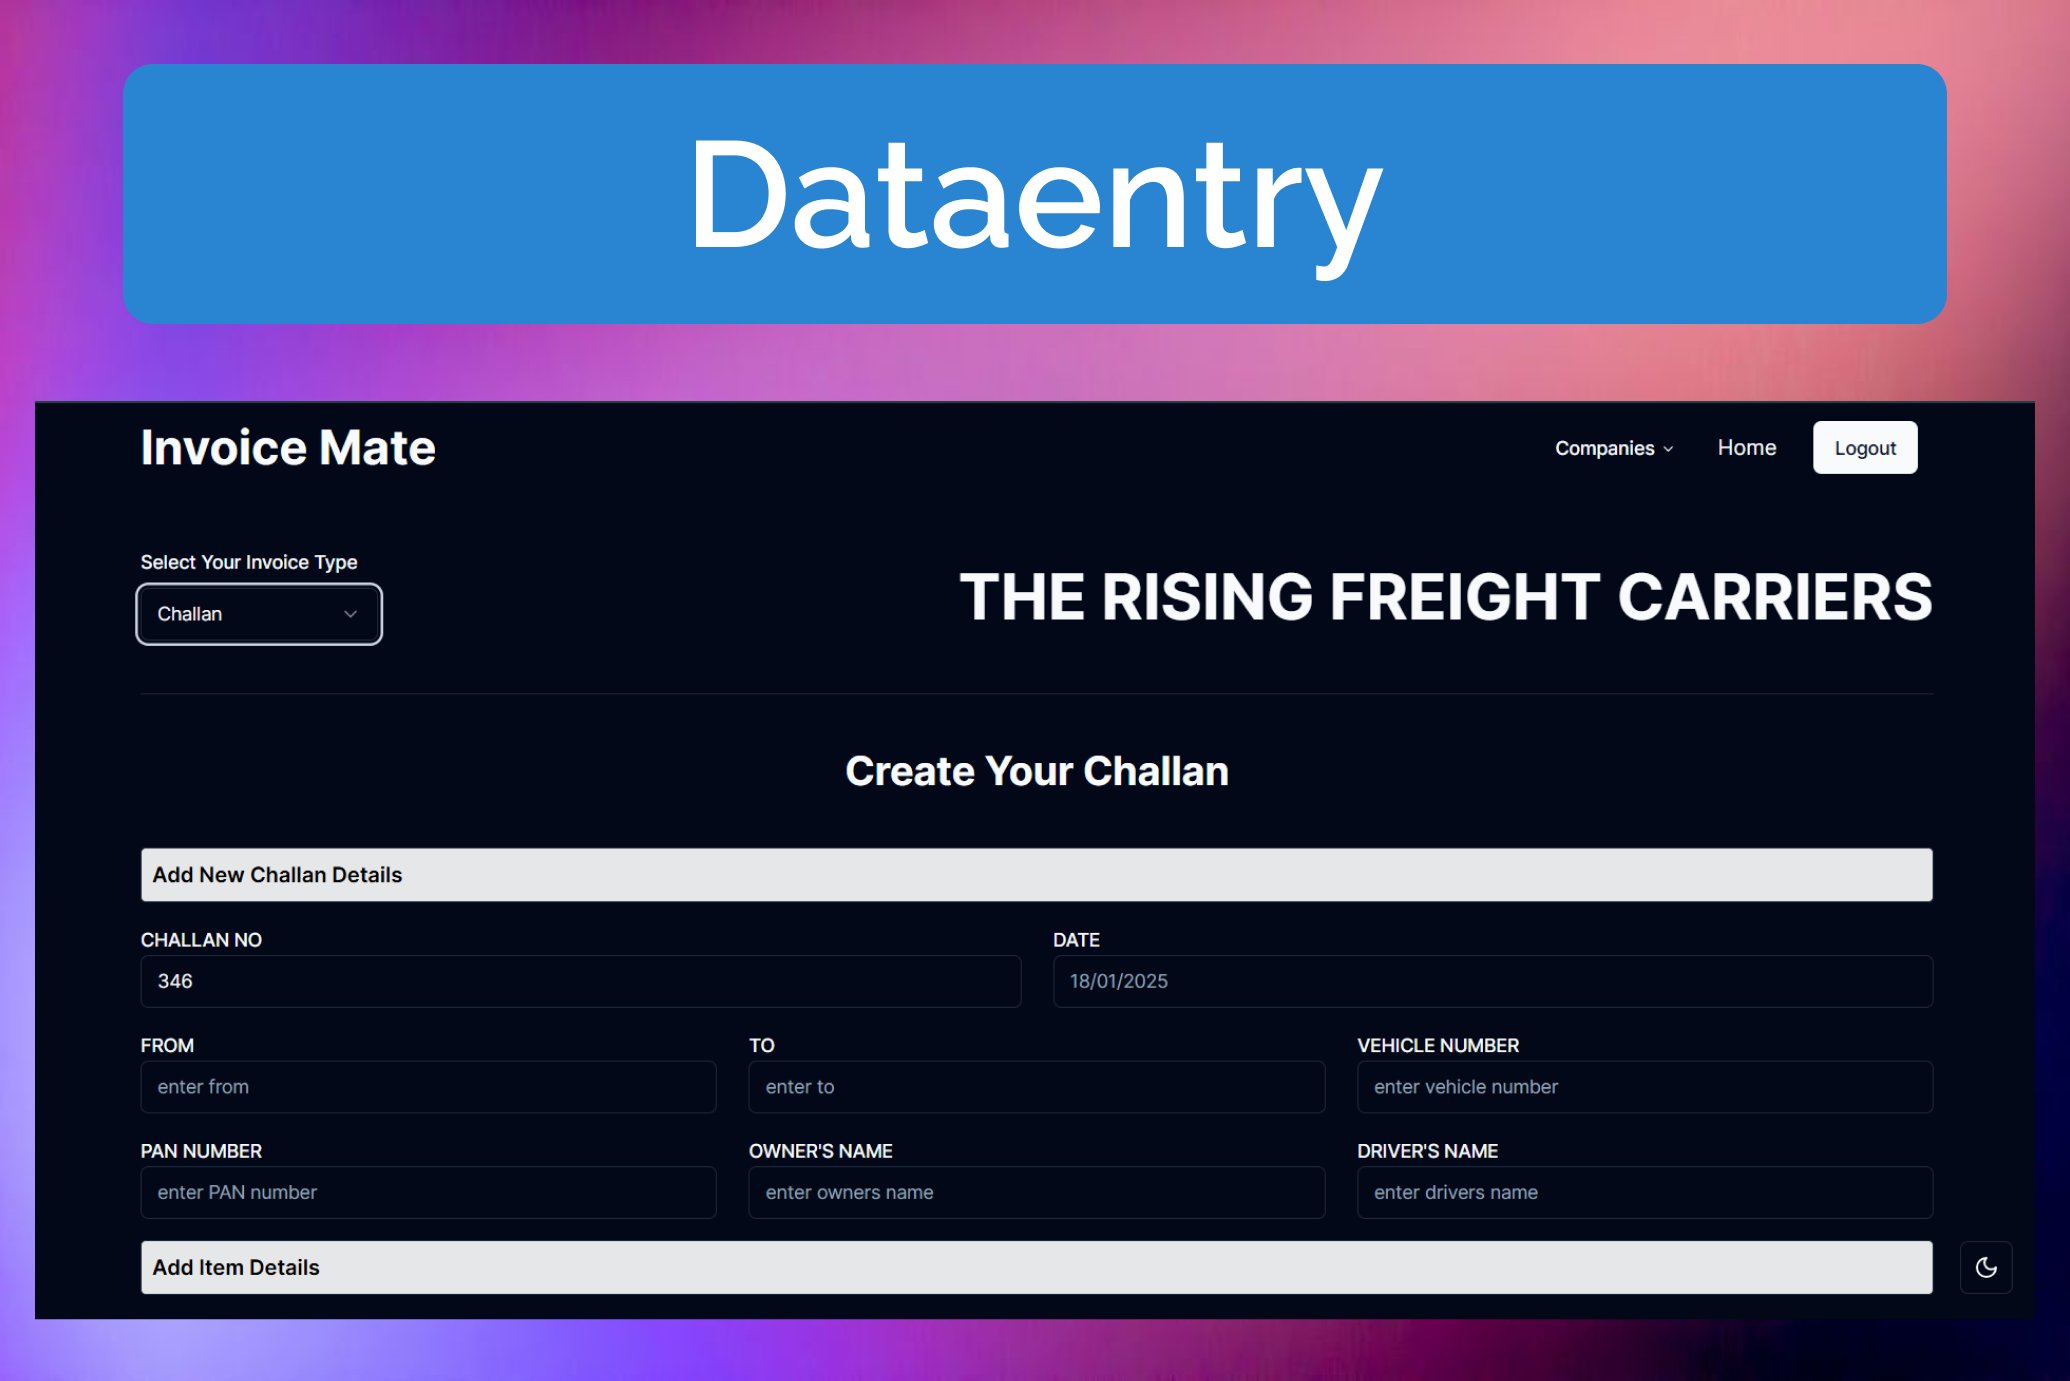 Dataentry
Invoice Mate
Companies
Home
Logout
Select Your Invoice Type
Challan
THE RISING FREIGHT CARRIERS
Create Your Challan
Add New Challan Details
CHALLAN NO
DATE
346
18/01/2025
FROM
TO
VEHICLE NUMBER
enter from
enter to
enter vehicle number
PAN NUMBER
OWNER'S NAME
DRIVER'S NAME
enter PAN number
enter owners name
enter drivers name
Add Item Details